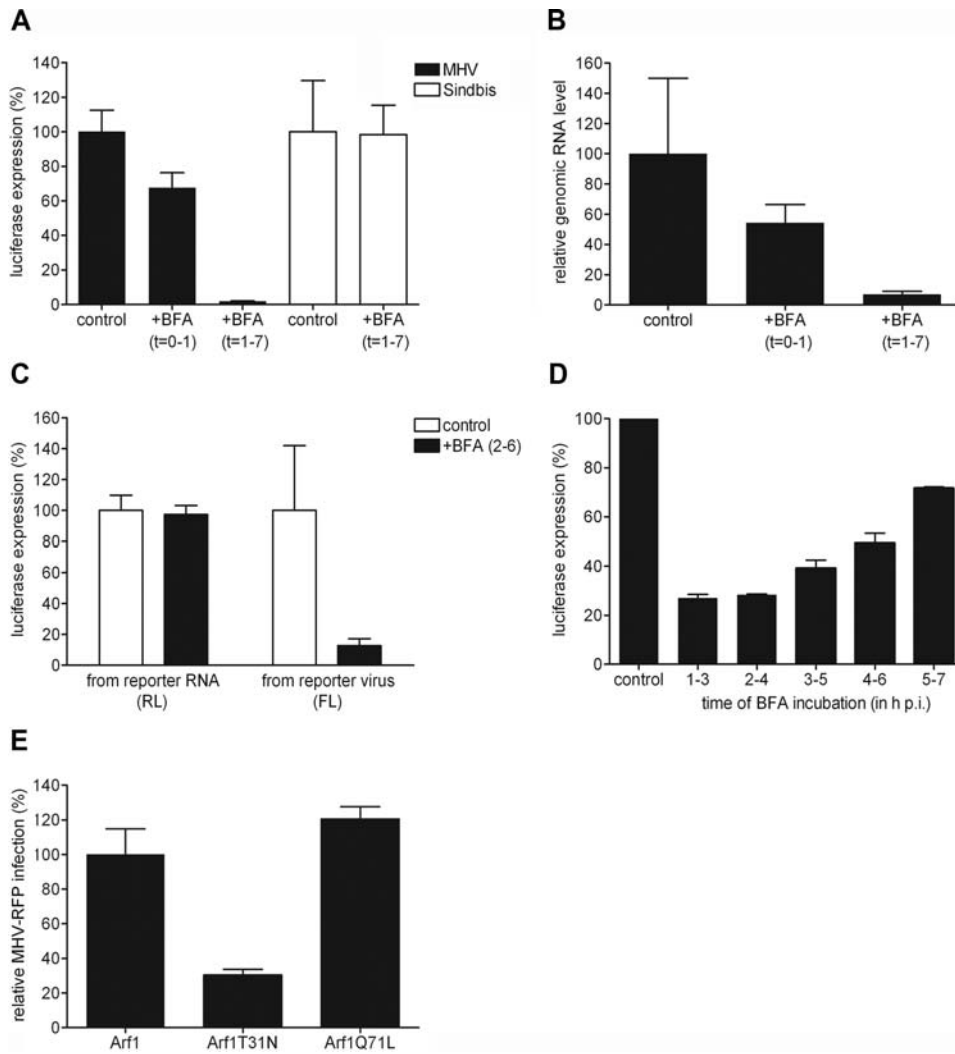 A
luciferase expression (%)
140
120
100
80
60
40
20
0
control
+BFA
(t=0-1)
+BFA
(t=1-7)
control
+BFA
(t=1-7)
MHV
Sindbis
B
relative genomic RNA level
160
140
120
100
80
60
40
20
0
control
+BFA
(t=0-1)
+BFA
(t=1-7)
C
luciferase expression (%)
160
140
120
100
80
60
40
20
0
from reporter RNA
(RL)
from reporter virus
(FL)
control
+BFA (2-6)
D
luciferase expression (%)
100
80
60
40
20
0
control
1-3
2-4
3-5
4-6
5-7
time of BFA incubation (in h p.i.)
E
relative MHV-RFP infection (%)
140
120
100
80
60
40
20
0
Arf1
Arf1T31N
Arf1Q71L